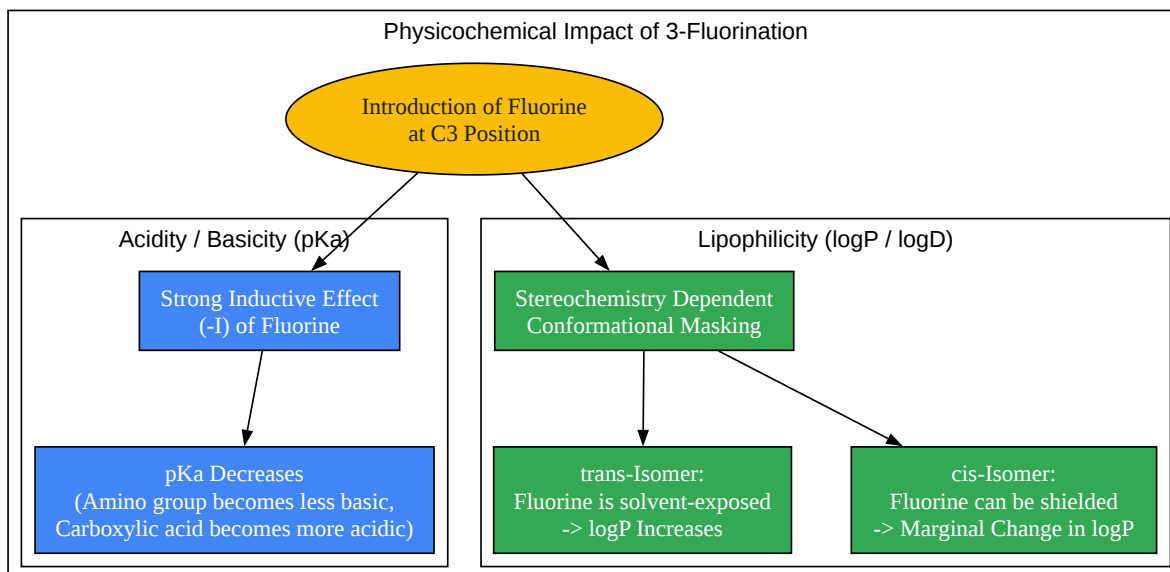 Physicochemical Impact of 3-Fluorination
Introduction of Fluorine
at C3 Position
Acidity / Basicity (pKa)
Strong Inductive Effect
(-I) of Fluorine
pKa Decreases
(Amino group becomes less basic,
Carboxylic acid becomes more acidic)
Lipophilicity (logP / logD)
Stereochemistry Dependent
Conformational Masking
trans-Isomer:
Fluorine is solvent-exposed
-> logP Increases
cis-Isomer:
Fluorine can be shielded
-> Marginal Change in logP